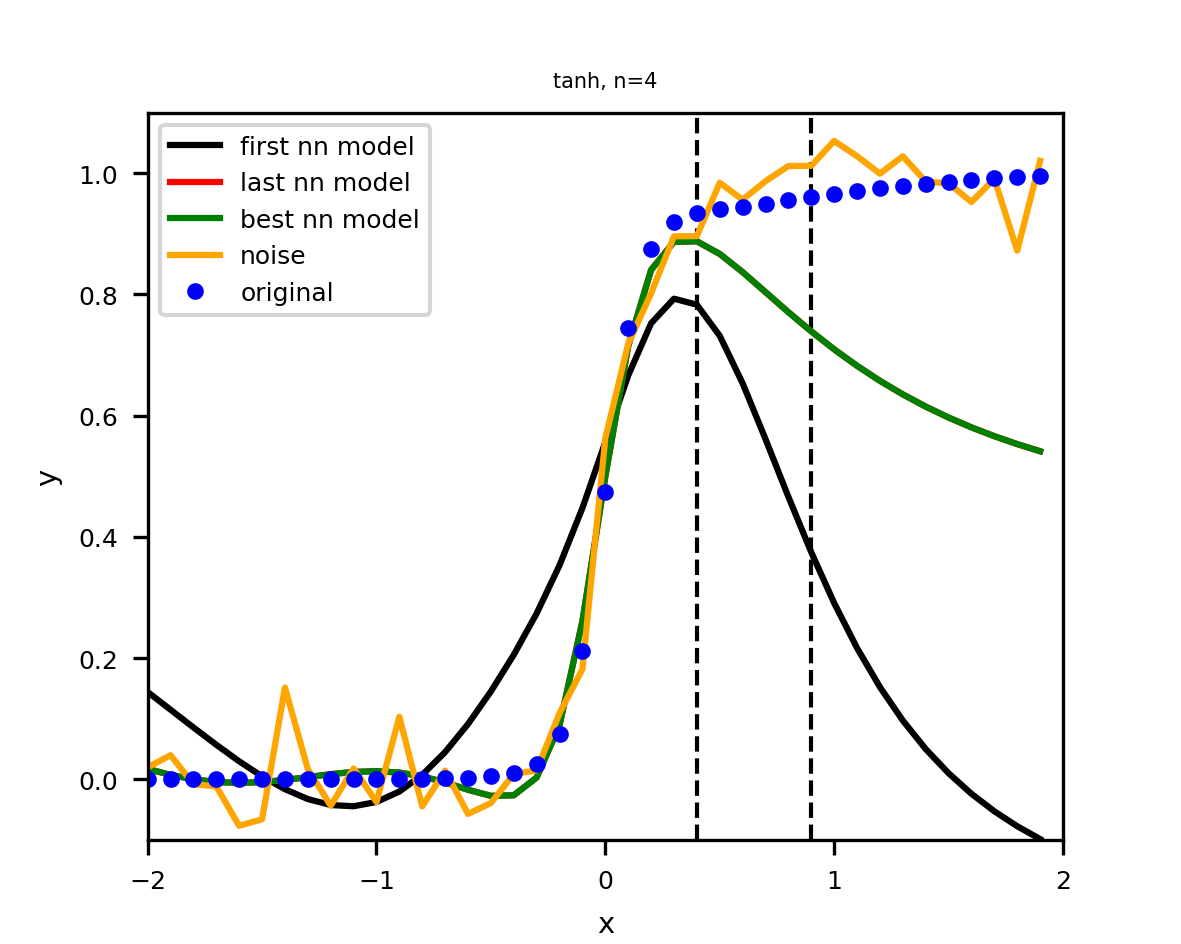 tanh, n=4
first nn model
last nn model
best nn model
noise
original
1.0
0.8
0.6
0.4
0.2
0.0
y
−2
−1
0
1
2
x